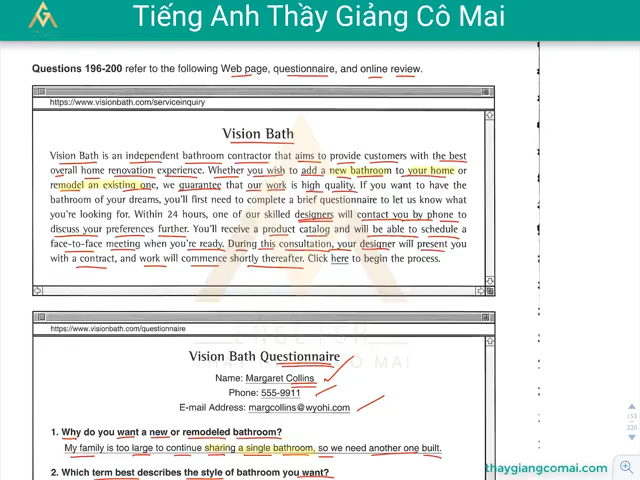 Tiếng Anh Thầy Giảng Cô Mai
Questions 196-200 refer to the following Web page, questionnaire, and online review.
https://www.visionbath.com/serviceinquiry
Vision Bath
Vision Bath is an independent bathroom contractor that aims to provide customers with the best
overall home renovation experience. Whether you wish to add a new bathroom to your home or
remodel an existing one, we guarantee that our work is high quality. If you want to have the
bathroom of your dreams, you'll first need to complete a brief questionnaire to let us know what
you're looking for. Within 24 hours, one of our skilled designers will contact you by phone to
discuss your preferences further. You'll receive a product catalog and will be able to schedule a
face-to-face meeting when you're ready. During this consultation, your designer will present you
with a contract, and work will commence shortly thereafter. Click here to begin the process.
https://www.visionbath.com/questionnaire
ENGLISH
Vision Bath Questionnaire
Name: Margaret Collins
Phone: 555-9911
E-mail Address: margcollins@wyohi.com
1. Why do you want a new or remodeled bathroom?
My family is too large to continue sharing a single bathroom, so we need another one built.
2. Which term best describes the style of bathroom you want?
153
220
thaygiangcomai.com